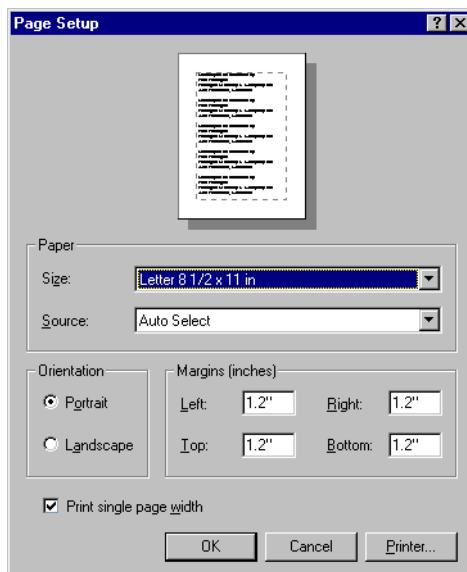 Page Setup
Paper
Size: Letter 8 1/2 x 11 in
Source: Auto Select
Orientation
Portrait
Landscape
Margins (inches)
Left: 1.2" Right: 1.2"
Top: 1.2" Bottom: 1.2"
Print single page width
OK Cancel Printer...